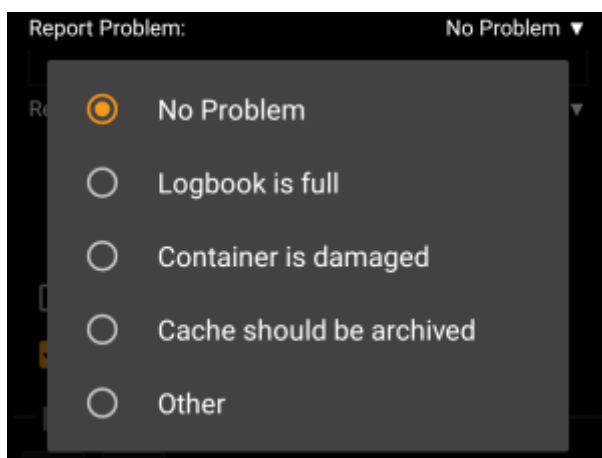 Report Problem: No Problem ▼
No Problem
Logbook is full
Container is damaged
Cache should be archived
Other